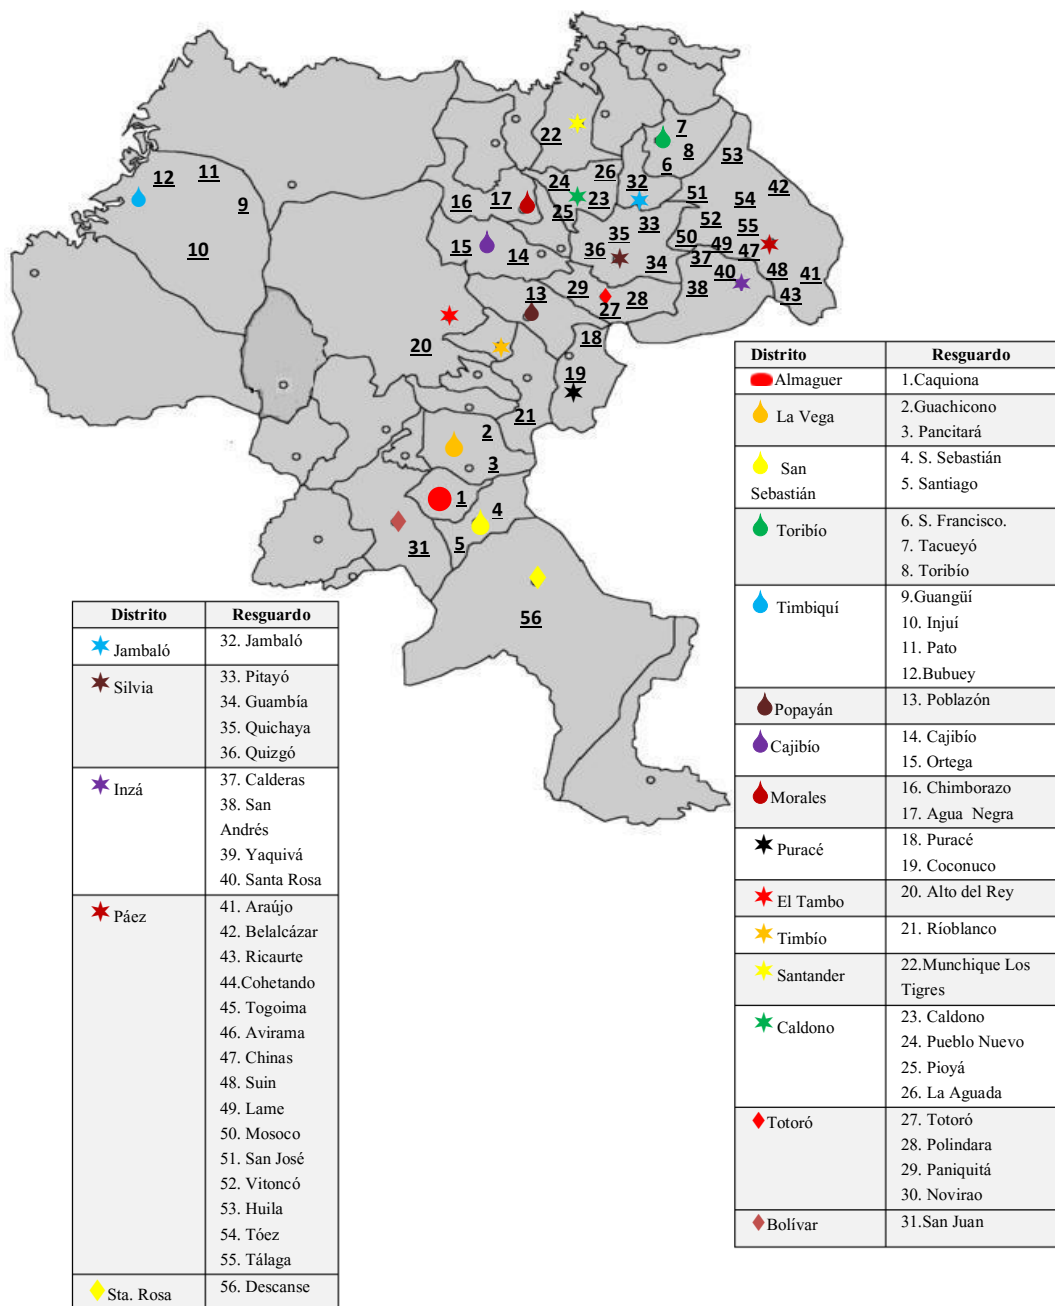 22
7
8
6
53
12
11
9
10
24
26
32
16
17
25
23
51
42
54
33
35
36
52
55
50
49
47
15
14
34
37
40
48
41
38
43
29
28
27
13
18
20
19
21
2
3
1
4
5
31
56
Distrito Resguardo
Almaguer 1.Caquiona
La Vega 2.Guachicono
3. Pancitará
San Sebastián 4. S. Sebastián
5. Santiago
Toribío 6. S. Francisco.
7. Tacueyó
8. Toribío
Timbiquí 9.Guangüí
10. Injuí
11. Pato
12.Bubuey
Popayán 13. Poblazón
Cajibío 14. Cajibío
15. Ortega
Morales 16. Chimborazo
17. Agua Negra
Puracé 18. Puracé
19. Coconuco
El Tambo 20. Alto del Rey
Timbío 21. Ríoblanco
Santander 22.Munchique Los
Tigres
Caldono 23. Caldono
24. Pueblo Nuevo
25. Pioyá
26. La Aguada
Totoró 27. Totoró
28. Polindara
29. Paniquitá
30. Novirao
Bolívar 31.San Juan
Distrito Resguardo
Jambaló 32. Jambaló
Silvia 33. Pitayó
34. Guambía
35. Quichaya
36. Quizgó
Inzá 37. Calderas
38. San
Andrés
39. Yaquivá
40. Santa Rosa
Páez 41. Araújo
42. Belalcázar
43. Ricaurte
44.Cohetando
45. Togoima
46. Avirama
47. Chinas
48. Suin
49. Lame
50. Mosoco
51. San José
52. Vitoncó
53. Huila
54. Tóez
55. Tálaga
Sta. Rosa 56. Descanse